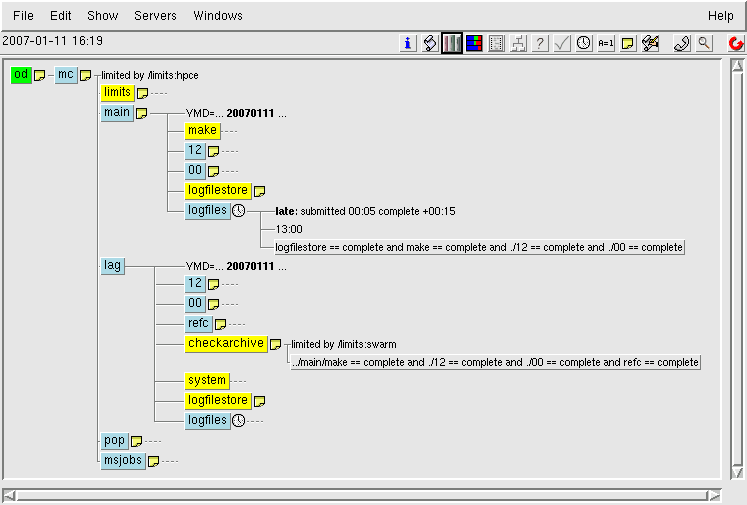 File Edit Show Servers Windows Help
2007-01-11 16:19
i ? A=1
od mc limited by /limits:hpce
limits
main YMD=... 20070111 ...
make
12
00
logfilestore
logfiles late: submitted 00:05 complete +00:15
13:00
logfilestore == complete and make == complete and ./12 == complete and ./00 == complete
lag YMD=... 20070111 ...
12
00
refc
checkarchive limited by /limits:swarm
../main/make == complete and ./12 == complete and ./00 == complete and refc == complete
system
logfilestore
logfiles
pop
msjobs